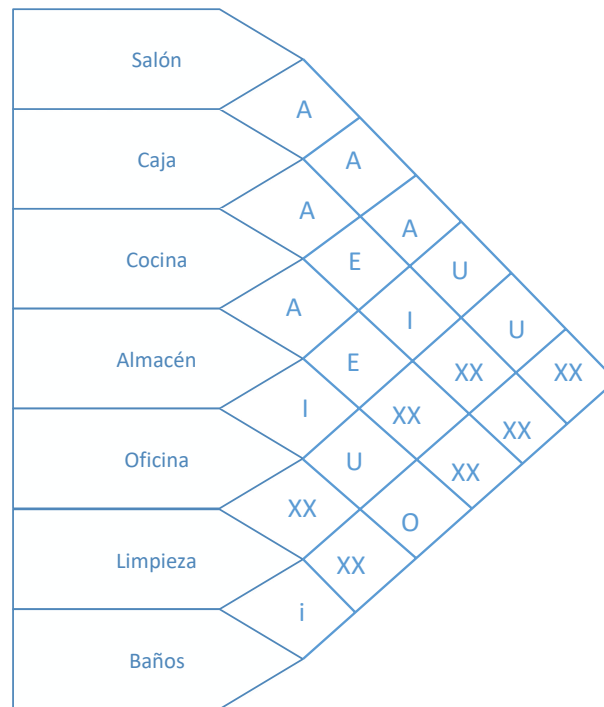 Salón
A
A
Caja
A
A
E
U
Cocina
A
I
U
Almacén
E
XX
XX
I
XX
XX
Oficina
U
XX
XX
O
Limpieza
XX
i
Baños